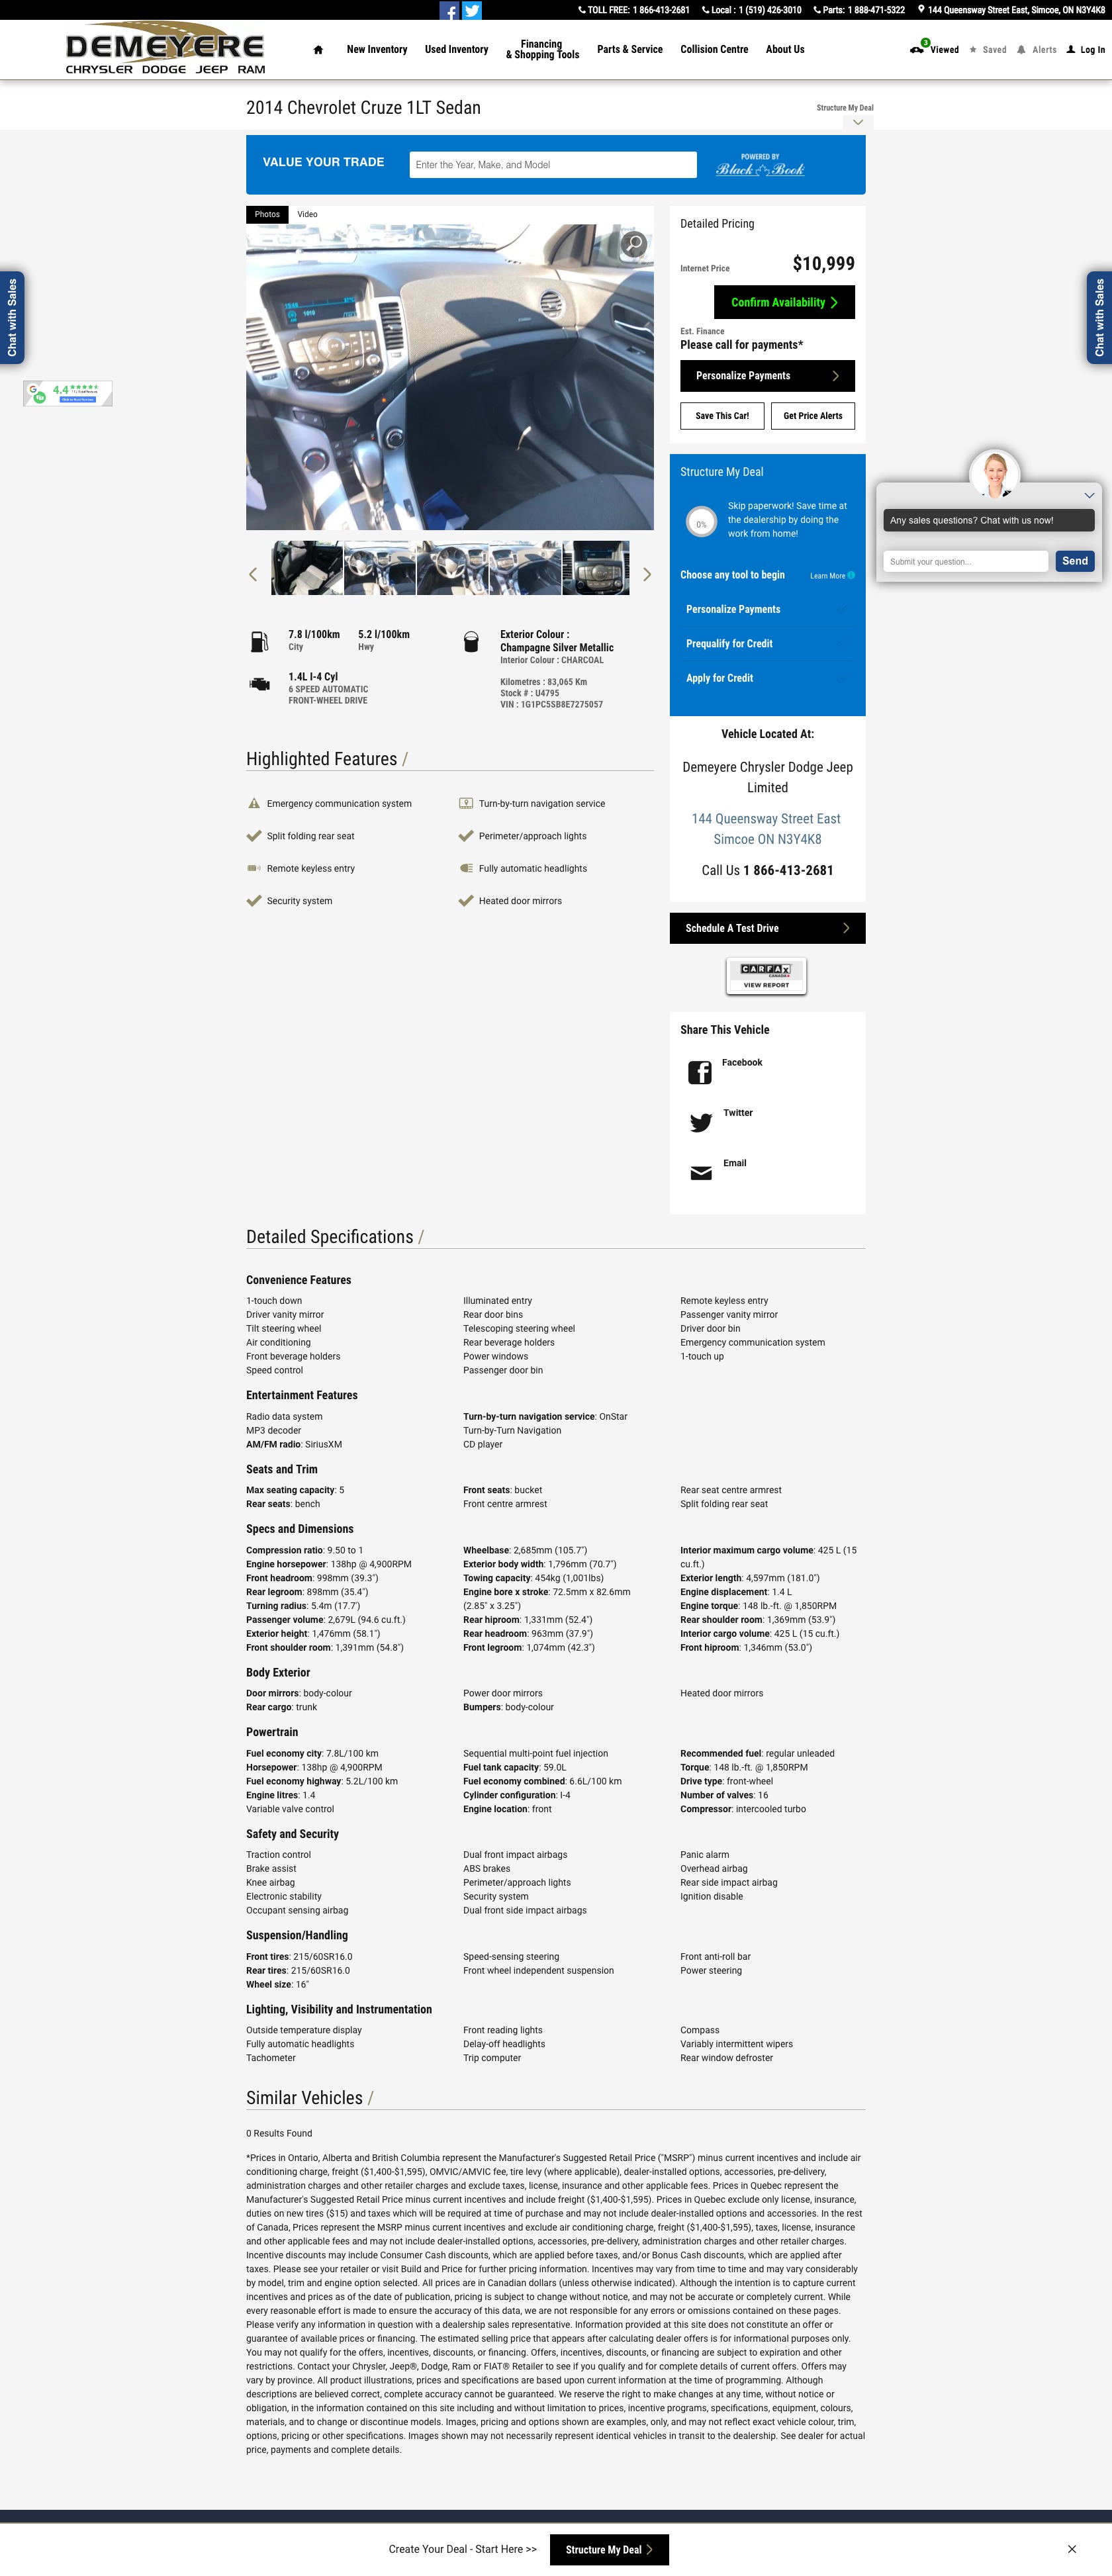 TOLL FREE: 1 866-413-2681 Local : 1 (519) 426-3010 Parts: 1 888-471-5322 144 Queensway Street East, Simcoe, ON N3Y4K8
DEMEYERE
CHRYSLER DODGE JEEP RAM
New Inventory Used Inventory Financing & Shopping Tools Parts & Service Collision Centre About Us
3 Viewed Saved Alerts Log In
2014 Chevrolet Cruze 1LT Sedan
Structure My Deal
VALUE YOUR TRADE
Enter the Year, Make, and Model
POWERED BY
Black Book
Photos Video
Chat with Sales
Chat with Sales
4.4
Detailed Pricing
Internet Price $10,999
Confirm Availability
Est. Finance
Please call for payments*
Personalize Payments
Save This Car! Get Price Alerts
Structure My Deal
0%
Skip paperwork! Save time at
the dealership by doing the
work from home!
Choose any tool to begin Learn More
Personalize Payments
Prequalify for Credit
Apply for Credit
Any sales questions? Chat with us now!
Submit your question... Send
7.8 l/100km 5.2 l/100km
City Hwy
1.4L I-4 Cyl
6 SPEED AUTOMATIC
FRONT-WHEEL DRIVE
Exterior Colour :
Champagne Silver Metallic
Interior Colour : CHARCOAL
Kilometres : 83,065 Km
Stock # : U4795
VIN : 1G1PC5SB8E7275057
Vehicle Located At:
Demeyere Chrysler Dodge Jeep
Limited
144 Queensway Street East
Simcoe ON N3Y4K8
Call Us 1 866-413-2681
Schedule A Test Drive
CARFAX
CANADA
VIEW REPORT
Share This Vehicle
Facebook
Twitter
Email
Highlighted Features /
Emergency communication system Turn-by-turn navigation service
Split folding rear seat Perimeter/approach lights
Remote keyless entry Fully automatic headlights
Security system Heated door mirrors
Detailed Specifications /
Convenience Features
1-touch down Illuminated entry Remote keyless entry
Driver vanity mirror Rear door bins Passenger vanity mirror
Tilt steering wheel Telescoping steering wheel Driver door bin
Air conditioning Rear beverage holders Emergency communication system
Front beverage holders Power windows 1-touch up
Speed control Passenger door bin
Entertainment Features
Radio data system Turn-by-turn navigation service: OnStar
MP3 decoder Turn-by-Turn Navigation
AM/FM radio: SiriusXM CD player
Seats and Trim
Max seating capacity: 5 Front seats: bucket Rear seat centre armrest
Rear seats: bench Front centre armrest Split folding rear seat
Specs and Dimensions
Compression ratio: 9.50 to 1 Wheelbase: 2,685mm (105.7") Interior maximum cargo volume: 425 L (15
Engine horsepower: 138hp @ 4,900RPM Exterior body width: 1,796mm (70.7") cu.ft.)
Front headroom: 998mm (39.3") Towing capacity: 454kg (1,001lbs) Exterior length: 4,597mm (181.0")
Rear legroom: 898mm (35.4") Engine bore x stroke: 72.5mm x 82.6mm Engine displacement: 1.4 L
Turning radius: 5.4m (17.7') (2.85" x 3.25") Engine torque: 148 lb.-ft. @ 1,850RPM
Passenger volume: 2,679L (94.6 cu.ft.) Rear hiproom: 1,331mm (52.4") Rear shoulder room: 1,369mm (53.9")
Exterior height: 1,476mm (58.1") Rear headroom: 963mm (37.9") Interior cargo volume: 425 L (15 cu.ft.)
Front shoulder room: 1,391mm (54.8") Front legroom: 1,074mm (42.3") Front hiproom: 1,346mm (53.0")
Body Exterior
Door mirrors: body-colour Power door mirrors Heated door mirrors
Rear cargo: trunk Bumpers: body-colour
Powertrain
Fuel economy city: 7.8L/100 km Sequential multi-point fuel injection Recommended fuel: regular unleaded
Horsepower: 138hp @ 4,900RPM Fuel tank capacity: 59.0L Torque: 148 lb.-ft. @ 1,850RPM
Fuel economy highway: 5.2L/100 km Fuel economy combined: 6.6L/100 km Drive type: front-wheel
Engine litres: 1.4 Cylinder configuration: I-4 Number of valves: 16
Variable valve control Engine location: front Compressor: intercooled turbo
Safety and Security
Traction control Dual front impact airbags Panic alarm
Brake assist ABS brakes Overhead airbag
Knee airbag Perimeter/approach lights Rear side impact airbag
Electronic stability Security system Ignition disable
Occupant sensing airbag Dual front side impact airbags
Suspension/Handling
Front tires: 215/60SR16.0 Speed-sensing steering Front anti-roll bar
Rear tires: 215/60SR16.0 Front wheel independent suspension Power steering
Wheel size: 16"
Lighting, Visibility and Instrumentation
Outside temperature display Front reading lights Compass
Fully automatic headlights Delay-off headlights Variably intermittent wipers
Tachometer Trip computer Rear window defroster
Similar Vehicles /
0 Results Found
*Prices in Ontario, Alberta and British Columbia represent the Manufacturer's Suggested Retail Price ("MSRP") minus current incentives and include air
conditioning charge, freight ($1,400-$1,595), OMVIC/AMVIC fee, tire levy (where applicable), dealer-installed options, accessories, pre-delivery,
administration charges and other retailer charges and exclude taxes, license, insurance and other applicable fees. Prices in Quebec represent the
Manufacturer's Suggested Retail Price minus current incentives and include freight ($1,400-$1,595). Prices in Quebec exclude only license, insurance,
duties on new tires ($15) and taxes which will be required at time of purchase and may not include dealer-installed options and accessories. In the rest
of Canada, Prices represent the MSRP minus current incentives and exclude air conditioning charge, freight ($1,400-$1,595), taxes, license, insurance
and other applicable fees and may not include dealer-installed options, accessories, pre-delivery, administration charges and other retailer charges.
Incentive discounts may include Consumer Cash discounts, which are applied before taxes, and/or Bonus Cash discounts, which are applied after
taxes. Please see your retailer or visit Build and Price for further pricing information. Incentives may vary from time to time and may vary considerably
by model, trim and engine option selected. All prices are in Canadian dollars (unless otherwise indicated). Although the intention is to capture current
incentives and prices as of the date of publication, pricing is subject to change without notice, and may not be accurate or completely current. While
every reasonable effort is made to ensure the accuracy of this data, we are not responsible for any errors or omissions contained on these pages.
Please verify any information in question with a dealership sales representative. Information provided at this site does not constitute an offer or
guarantee of available prices or financing. The estimated selling price that appears after calculating dealer offers is for informational purposes only.
You may not qualify for the offers, incentives, discounts, or financing. Offers, incentives, discounts, or financing are subject to expiration and other
restrictions. Contact your Chrysler, Jeep®, Dodge, Ram or FIAT® Retailer to see if you qualify and for complete details of current offers. Offers may
vary by province. All product illustrations, prices and specifications are based upon current information at the time of programming. Although
descriptions are believed correct, complete accuracy cannot be guaranteed. We reserve the right to make changes at any time, without notice or
obligation, in the information contained on this site including and without limitation to prices, incentive programs, specifications, equipment, colours,
materials, and to change or discontinue models. Images, pricing and options shown are examples, only, and may not reflect exact vehicle colour, trim,
options, pricing or other specifications. Images shown may not necessarily represent identical vehicles in transit to the dealership. See dealer for actual
price, payments and complete details.
Create Your Deal - Start Here >> Structure My Deal